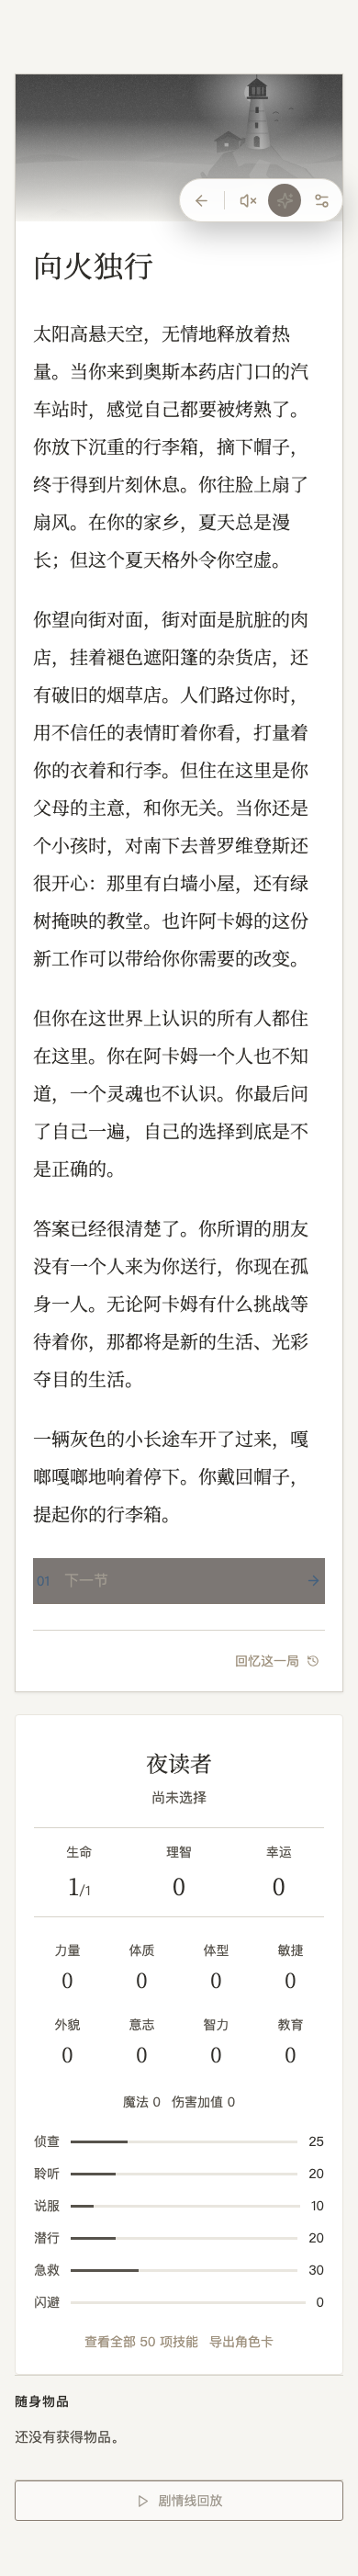 向火独行
太阳高悬天空，无情地释放着热
量。当你来到奥斯本药店门口的汽
车站时，感觉自己都要被烤熟了。
你放下沉重的行李箱，摘下帽子，
终于得到片刻休息。你往脸上扇了
扇风。在你的家乡，夏天总是漫
长；但这个夏天格外令你空虚。
你望向街对面，街对面是肮脏的肉
店，挂着褪色遮阳篷的杂货店，还
有破旧的烟草店。人们路过你时，
用不信任的表情盯着你看，打量着
你的衣着和行李。但住在这里是你
父母的主意，和你无关。当你还是
个小孩时，对南下去普罗维登斯还
很开心：那里有白墙小屋，还有绿
树掩映的教堂。也许阿卡姆的这份
新工作可以带给你你需要的改变。
但你在这世界上认识的所有人都住
在这里。你在阿卡姆一个人也不知
道，一个灵魂也不认识。你最后问
了自己一遍，自己的选择到底是不
是正确的。
答案已经很清楚了。你所谓的朋友
没有一个人来为你送行，你现在孤
身一人。无论阿卡姆有什么挑战等
待着你，那都将是新的生活、光彩
夺目的生活。
一辆灰色的小长途车开了过来，嘎
啷嘎啷地响着停下。你戴回帽子，
提起你的行李箱。
01 下一节
回忆这一局
夜读者
尚未选择
生命 理智 幸运
1/1 0 0
力量 体质 体型 敏捷
0 0 0 0
外貌 意志 智力 教育
0 0 0 0
魔法 0 伤害加值 0
侦查 25
聆听 20
说服 10
潜行 20
急救 30
闪避 0
查看全部 50 项技能 导出角色卡
随身物品
还没有获得物品。
剧情线回放